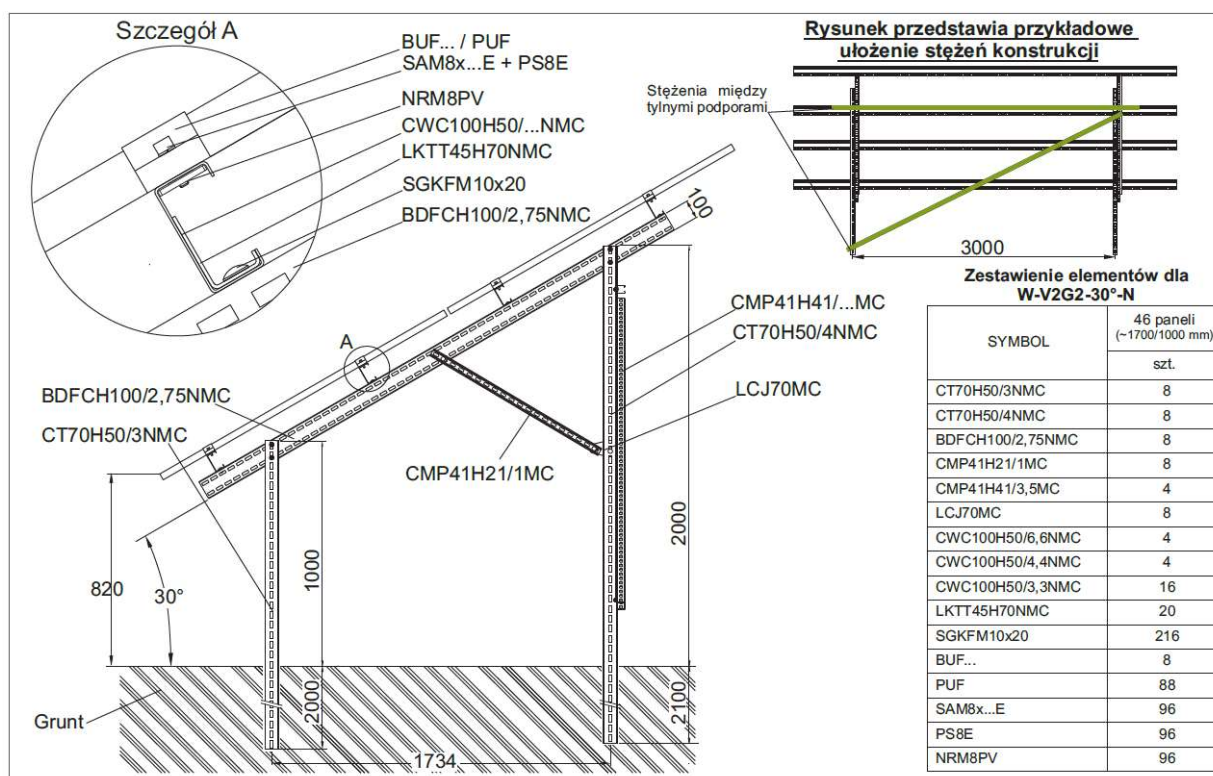 Szczegół A
BUF... / PUF
SAM8x...E + PS8E
NRM8PV
CWC100H50/...NMC
LKTT45H70NMC
SGKFM10x20
BDFCH100/2,75NMC
Rysunek przedstawia przykładowe
ułożenie stężeń konstrukcji
Stężenia między
tylnymi podporami
3000
100
A
CMP41H41/...MC
CT70H50/4NMC
LCJ70MC
BDFCH100/2,75NMC
CT70H50/3NMC
CMP41H21/1MC
820
30°
1000
2000
2000
2100
1734
Grunt
Zestawienie elementów dla
W-V2G2-30°-N
SYMBOL
46 paneli
(~1700/1000 mm)
szt.
CT70H50/3NMC 8
CT70H50/4NMC 8
BDFCH100/2,75NMC 8
CMP41H21/1MC 8
CMP41H41/3,5MC 4
LCJ70MC 8
CWC100H50/6,6NMC 4
CWC100H50/4,4NMC 4
CWC100H50/3,3NMC 16
LKTT45H70NMC 20
SGKFM10x20 216
BUF... 8
PUF 88
SAM8x...E 96
PS8E 96
NRM8PV 96